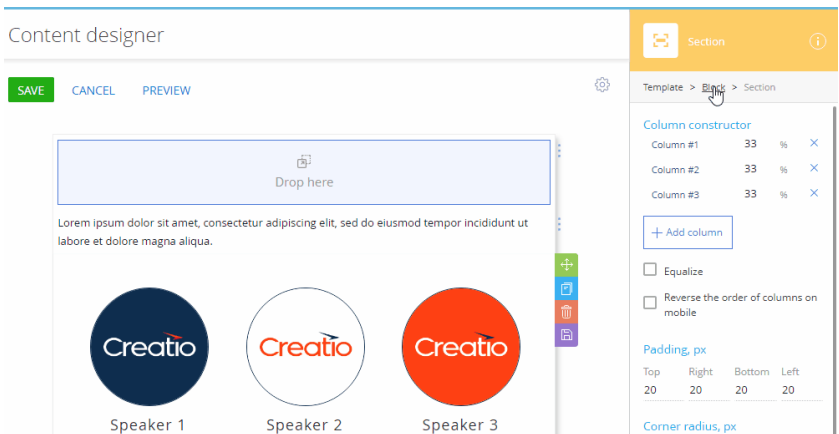 Content designer
SAVE CANCEL PREVIEW
Drop here
Lorem ipsum dolor sit amet, consectetur adipiscing elit, sed do eiusmod tempor incididunt ut
labore et dolore magna aliqua.
Creatio Creatio Creatio
Speaker 1 Speaker 2 Speaker 3
Section
Template > Block > Section
Column constructor
Column #1 33 %
Column #2 33 %
Column #3 33 %
+ Add column
Equalize
Reverse the order of columns on
mobile
Padding, px
Top Right Bottom Left
20 20 20 20
Corner radius, px